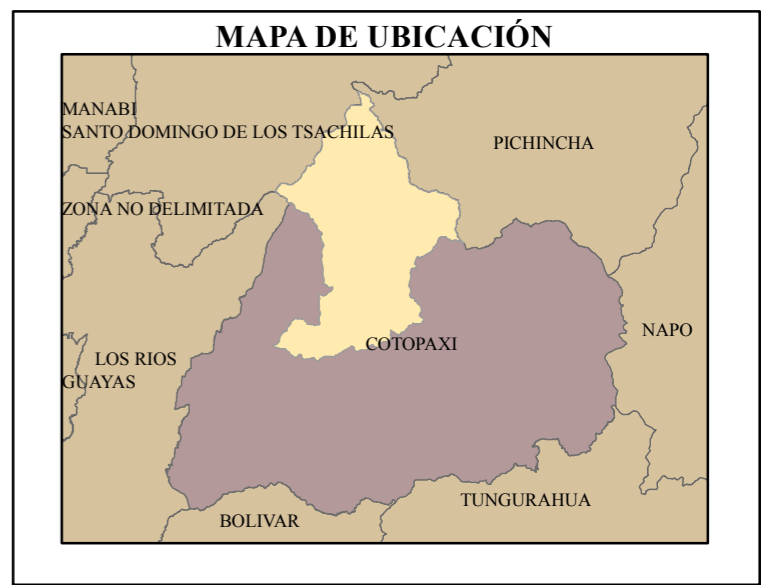 MAPA DE UBICACIÓN
MANABI
SANTO DOMINGO DE LOS TSACHILAS
PICHINCHA
ZONA NO DELIMITADA
NAPO
COTOPAXI
LOS RIOS
GUAYAS
TUNGURAHUA
BOLIVAR